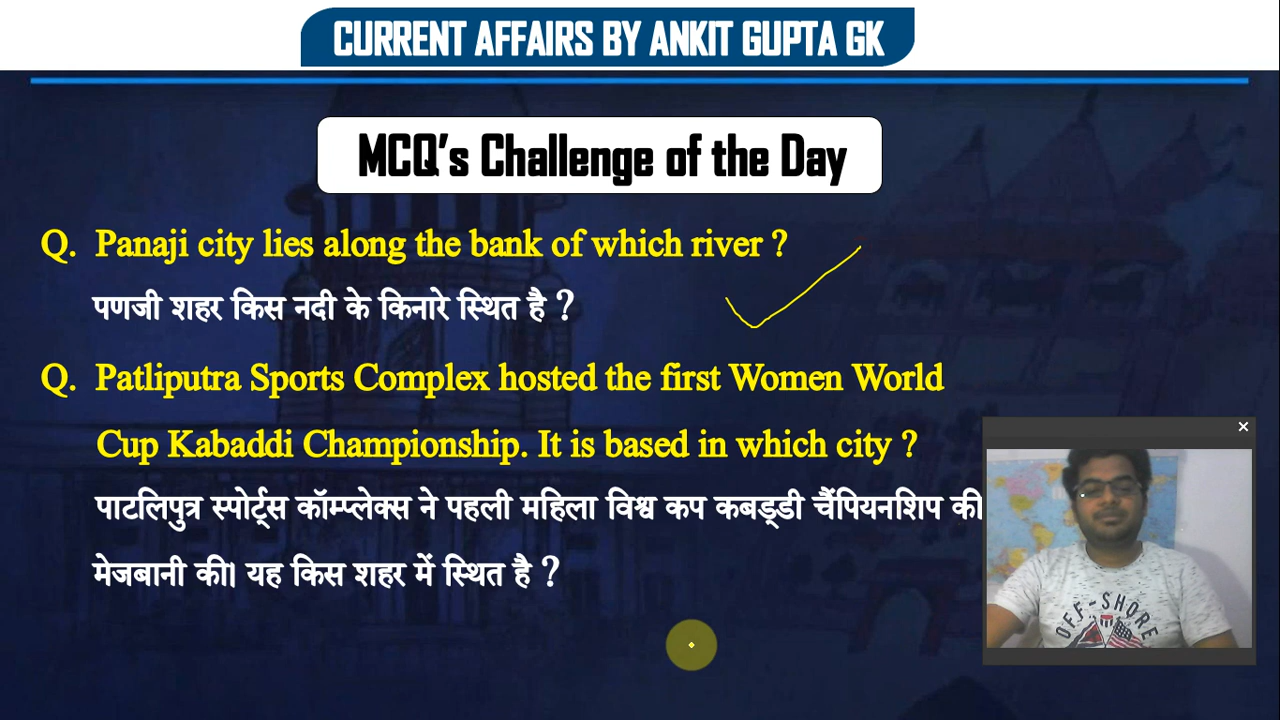 CURRENT AFFAIRS BY ANKIT GUPTA GK
MCQ's Challenge of the Day
Q. Panaji city lies along the bank of which river ?
पणजी शहर किस नदी के किनारे स्थित है ?
Q. Patliputra Sports Complex hosted the first Women World
Cup Kabaddi Championship. It is based in which city ?
पाटलिपुत्र स्पोर्ट्स कॉम्प्लेक्स ने पहली महिला विश्व कप कबड्डी चैंपियनशिप की
मेजबानी की। यह किस शहर में स्थित है ?
OFF-SHORE